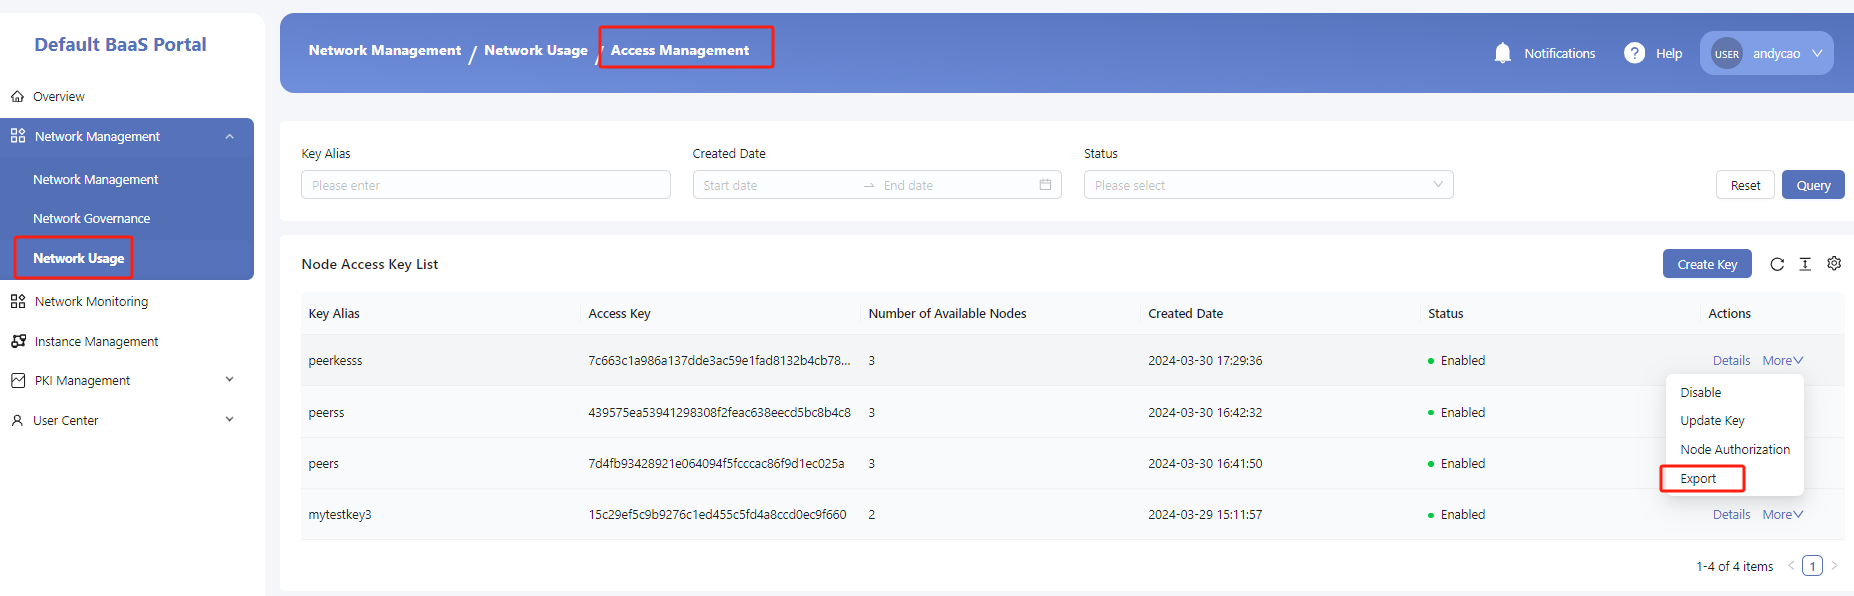 Default BaaS Portal
Overview
Network Management
Network Management
Network Governance
Network Usage
Network Monitoring
Instance Management
PKI Management
User Center
Network Management / Network Usage / Access Management
Notifications
? Help
USER andycao
Key Alias Created Date Status
Please enter Start date → End date Please select Reset Query
Node Access Key List Create Key
Key Alias Access Key Number of Available Nodes Created Date Status Actions
peerkesss 7c663c1a986a137dde3ac59e1fad8132b4cb78... 3 2024-03-30 17:29:36 Enabled Details More
peerss 439575ea53941298308f2feac638eecd5bc8b4c8 3 2024-03-30 16:42:32 Enabled
peers 7d4fb93428921e064094f5fcccac86f9d1ec025a 3 2024-03-30 16:41:50 Enabled
mytestkey3 15c29ef5c9b9276c1ed455c5fd4a8ccd0ec9f660 2 2024-03-29 15:11:57 Enabled Details More
Disable
Update Key
Node Authorization
Export
1-4 of 4 items < 1 >